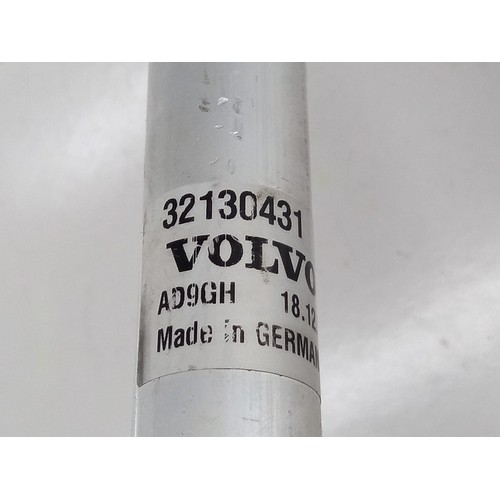 32130431
VOLVO
AD9GH 18.12
Made in GERMAN